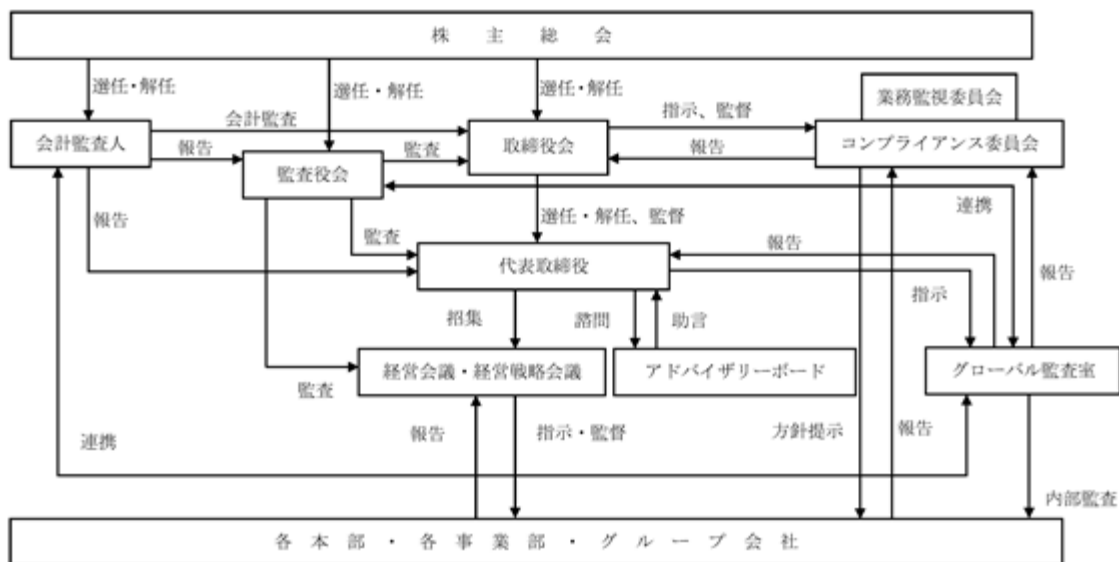 株主総会
選任・解任
選任・解任
選任・解任
業務監視委員会
会計監査
指示、監督
会計監査人
取締役会
コンプライアンス委員会
報告
監査
報告
監査役会
報告
選任・解任、監督
連携
監査
報告
代表取締役
報告
指示
招集
諮問
助言
経営会議・経営戦略会議
アドバイザリーボード
グローバル監査室
監査
連携
報告
指示・監督
方針提示
報告
内部監査
各本部・各事業部・グループ会社